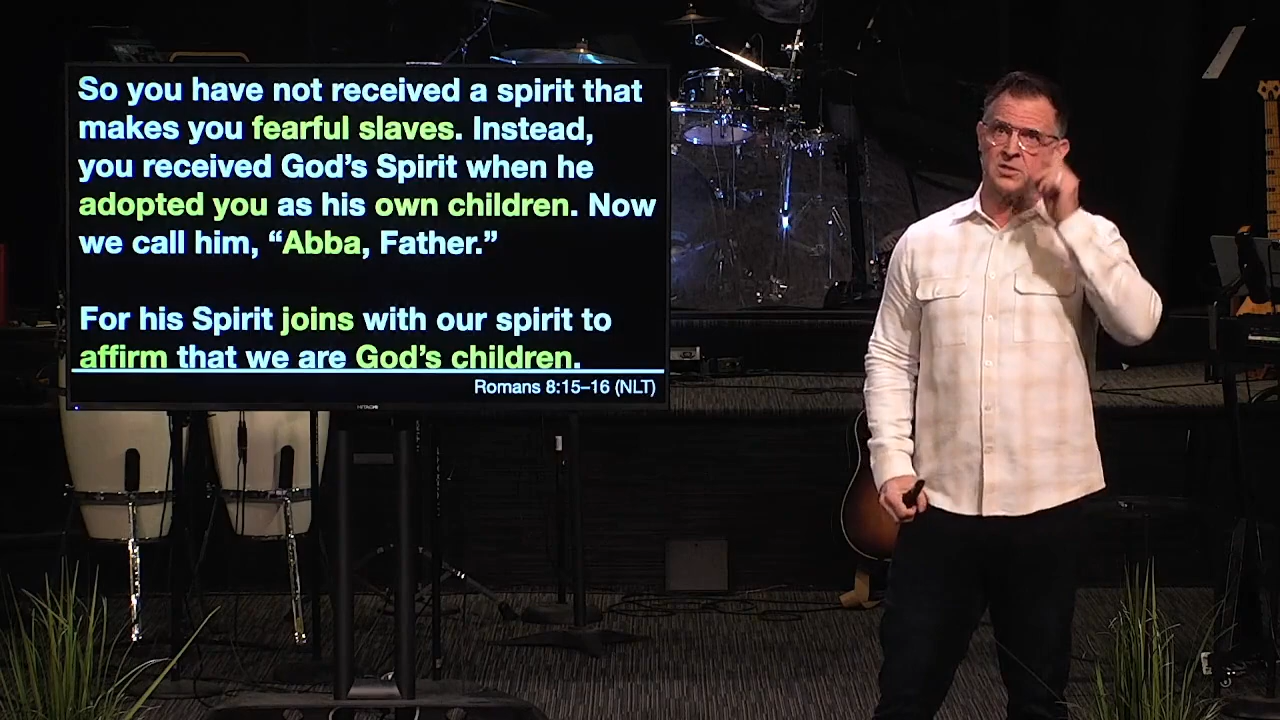 So you have not received a spirit that
makes you fearful slaves. Instead,
you received God’s Spirit when he
adopted you as his own children. Now
we call him, “Abba, Father.”
For his Spirit joins with our spirit to
affirm that we are God’s children.
Romans 8:15–16 (NLT)
HITACHI